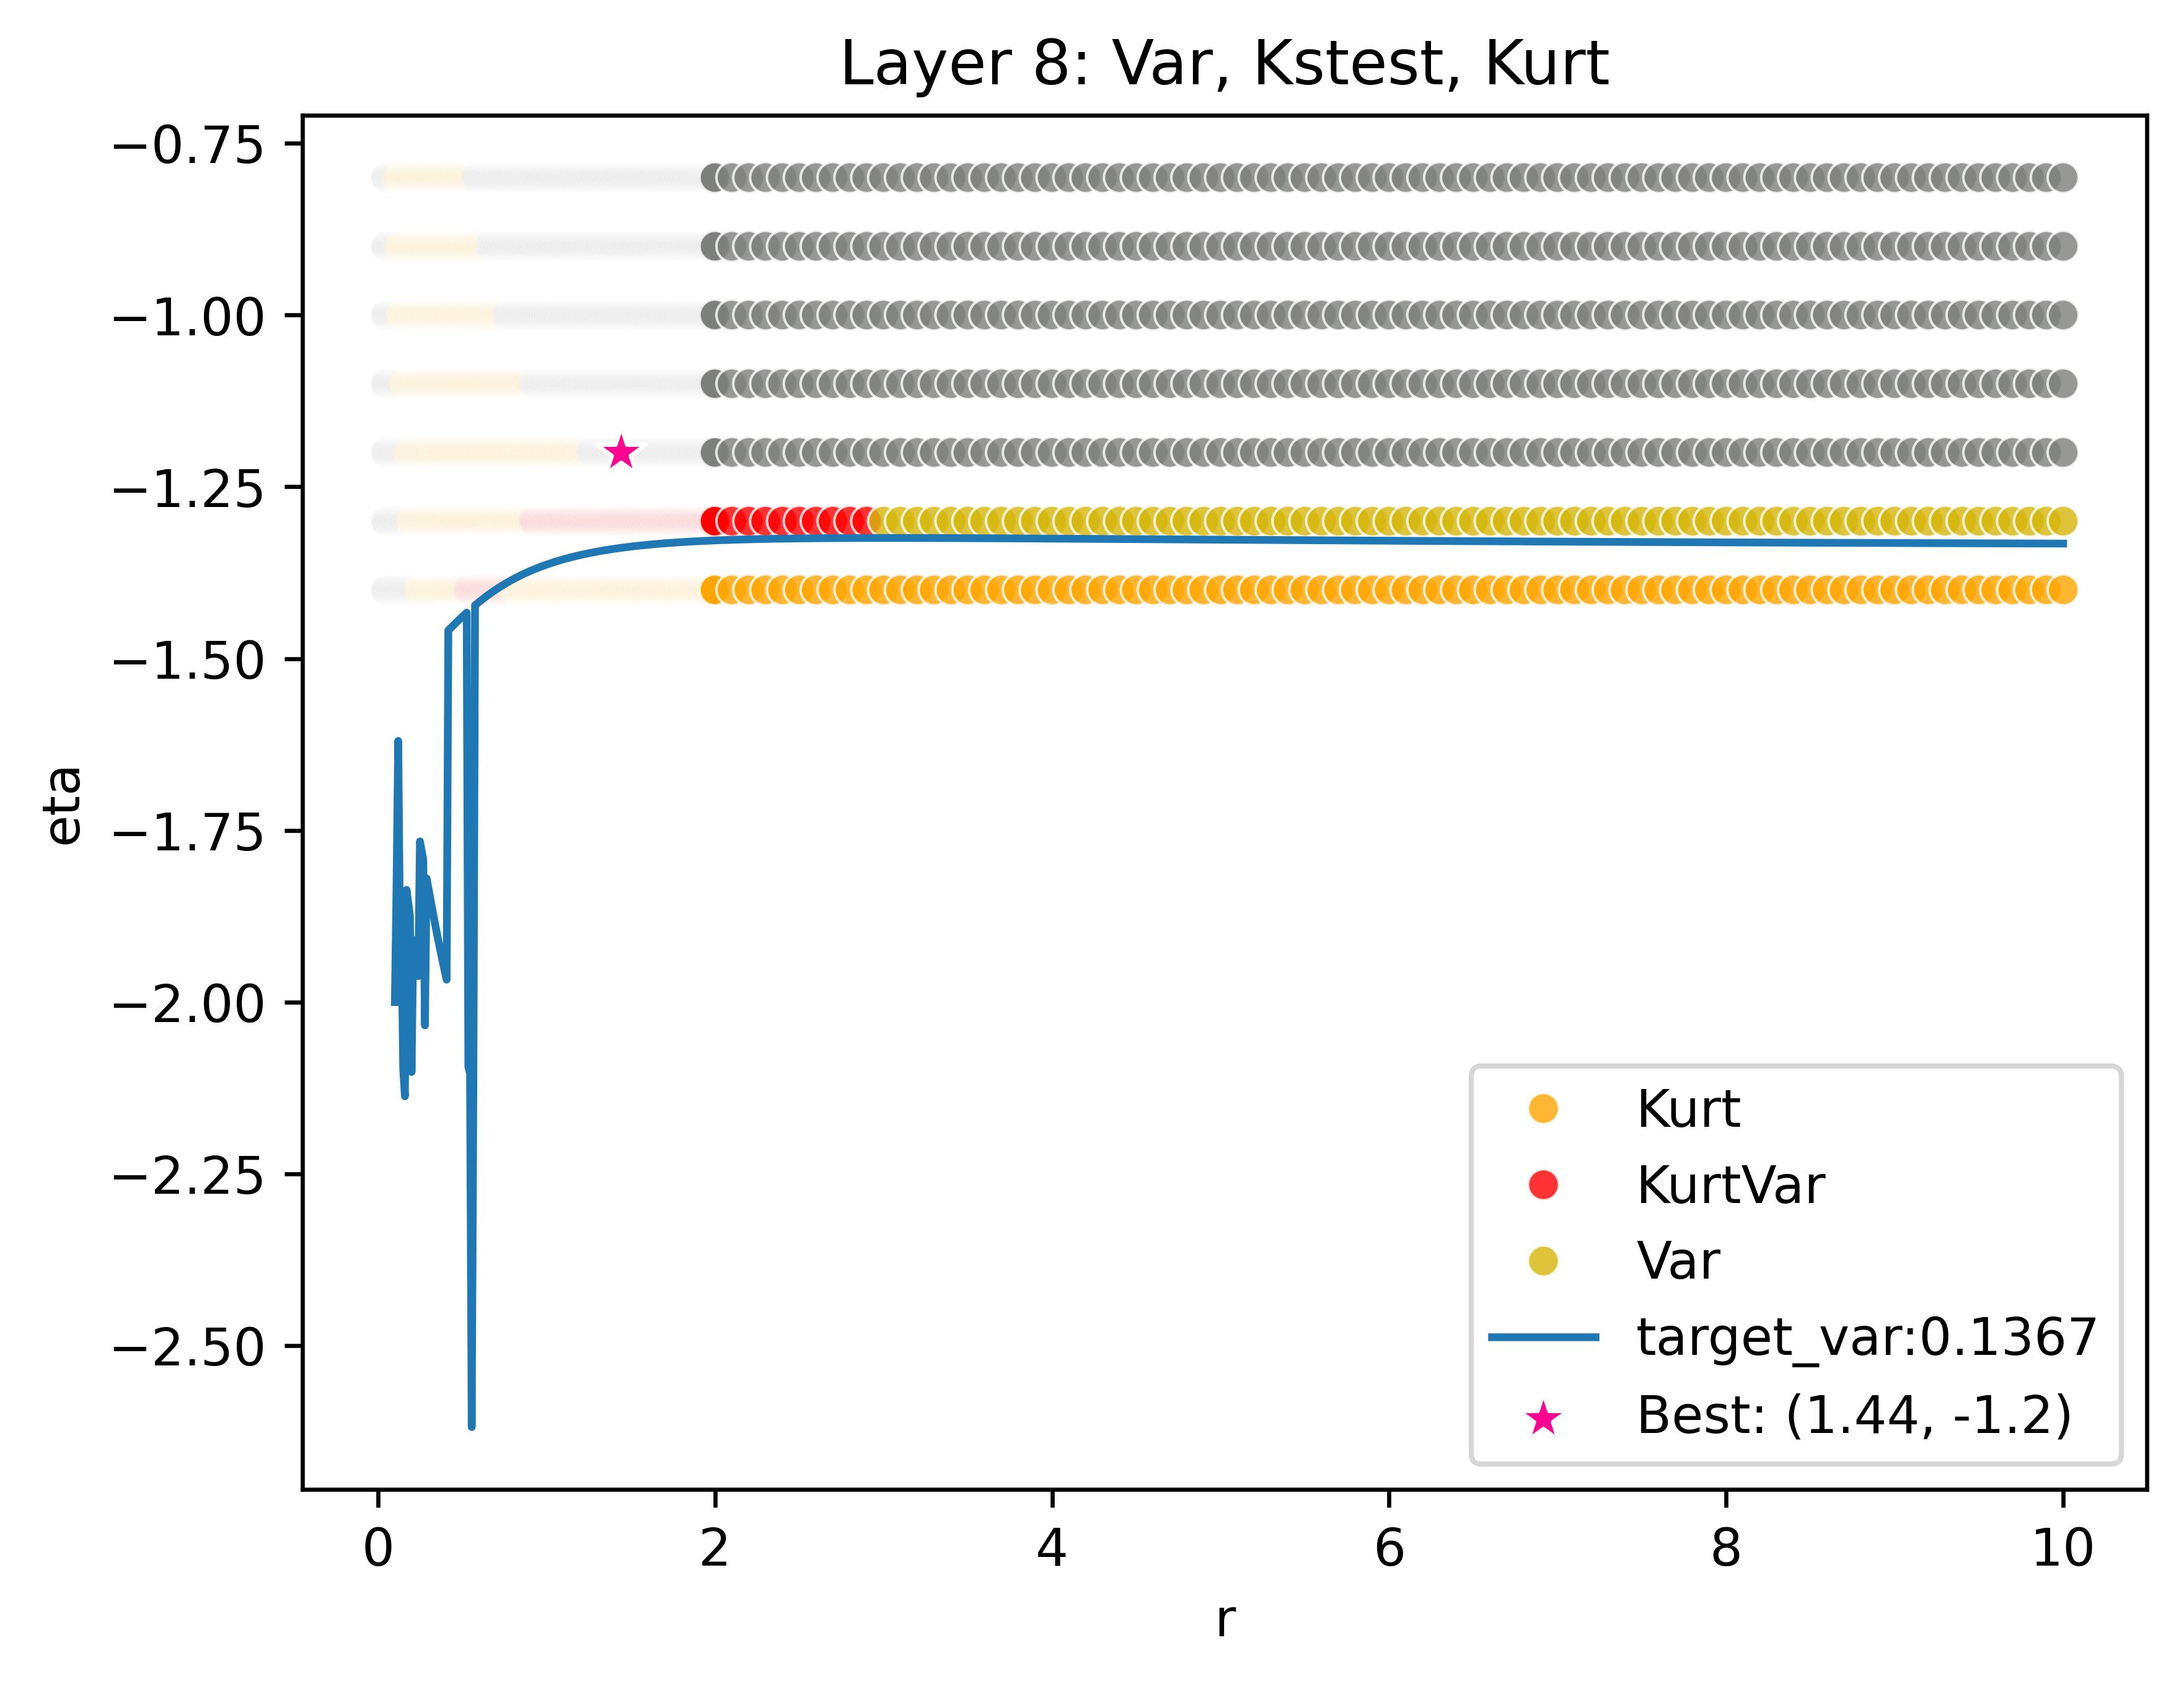 Layer 8: Var, Kstest, Kurt
−0.75
−1.00
−1.25
−1.50
−1.75
−2.00
−2.25
−2.50
eta
0 2 4 6 8 10
r
Kurt
KurtVar
Var
target_var:0.1367
Best: (1.44, -1.2)